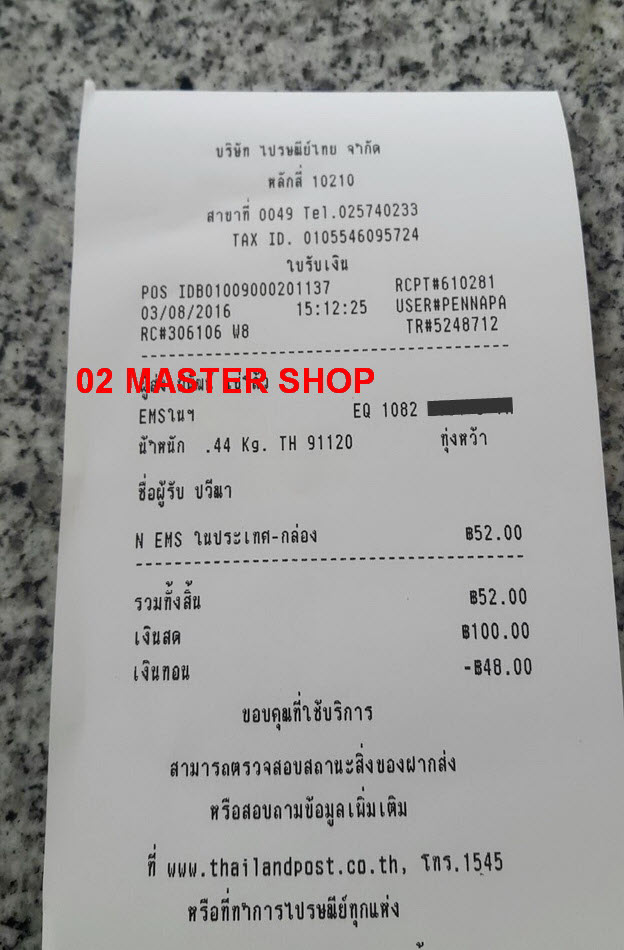 บริษัท ไปรษณีย์ไทย จำกัด
หลักสี่ 10210
สาขาที่ 0049 Tel.025740233
TAX ID. 0105546095724
ใบรับเงิน
POS IDB01009000201137 RCPT#610281
03/08/2016 15:12:25 USER#PENNAPA
RC#306106 W8 TR#5248712
02 MASTER SHOP
EMSในฯ EQ 1082
น้ำหนัก .44 Kg. TH 91120 ทุ่งหว้า
ชื่อผู้รับ ปวีณา
N EMS ในประเทศ-กล่อง ฿52.00
รวมทั้งสิ้น ฿52.00
เงินสด ฿100.00
เงินทอน -฿48.00
ขอบคุณที่ใช้บริการ
สามารถตรวจสอบสถานะสิ่งของฝากส่ง
หรือสอบถามข้อมูลเพิ่มเติม
ที่ www.thailandpost.co.th, โทร.1545
หรือที่ทำการไปรษณีย์ทุกแห่ง